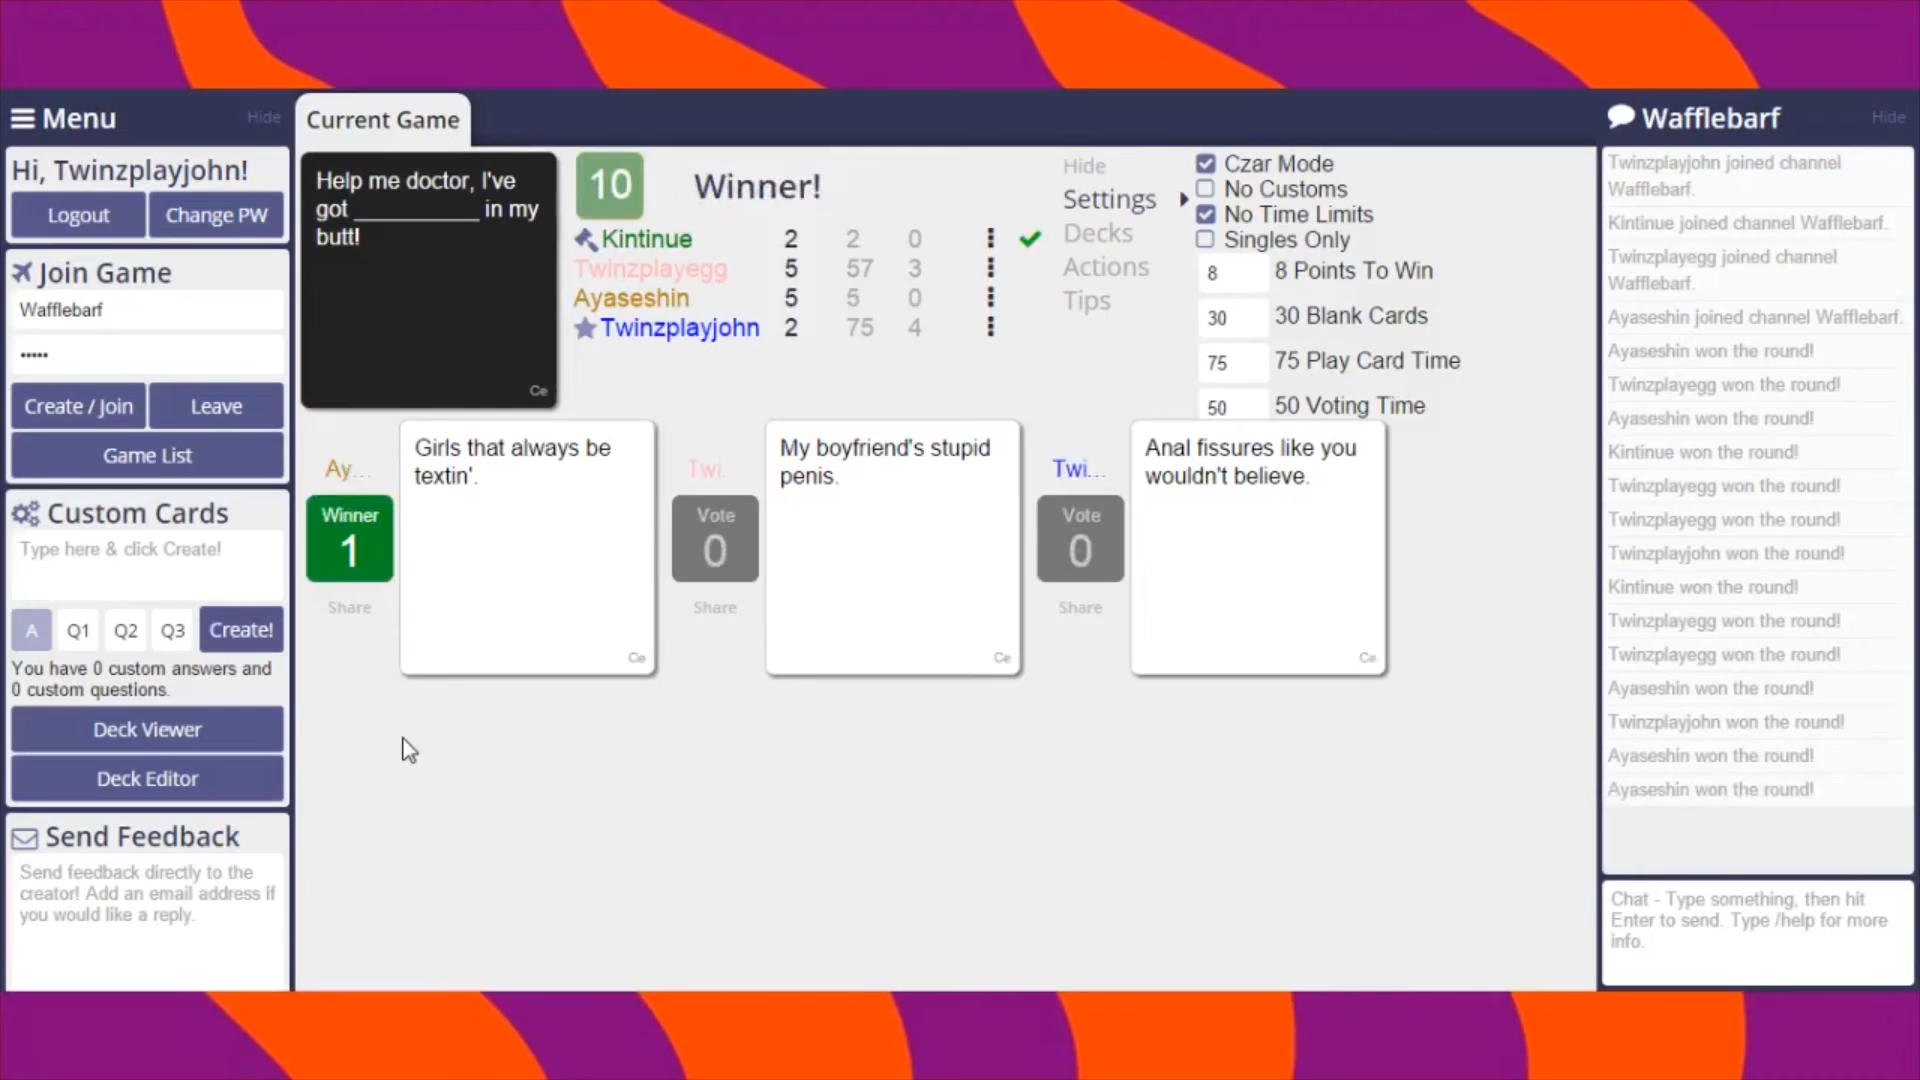 Menu
Hide
Hi, Twinzplayjohn!
Logout
Change PW
Join Game
Wafflebarf
•••••
Create / Join
Leave
Game List
Custom Cards
Type here & click Create!
A
Q1
Q2
Q3
Create!
You have 0 custom answers and
0 custom questions.
Deck Viewer
Deck Editor
Send Feedback
Send feedback directly to the
creator! Add an email address if
you would like a reply.
Current Game
Help me doctor, I've
got __________ in my
butt!
Ce
10
Winner!
Kintinue 2 2 0
Twinzplayegg 5 57 3
Ayaseshin 5 5 0
Twinzplayjohn 2 75 4
Hide
Settings
Decks
Actions
Tips
Czar Mode
No Customs
No Time Limits
Singles Only
8 8 Points To Win
30 30 Blank Cards
75 75 Play Card Time
50 50 Voting Time
Ay...
Winner
1
Share
Girls that always be
textin'.
Ce
Twi.
Vote
0
Share
My boyfriend's stupid
penis.
Ce
Twi...
Vote
0
Share
Anal fissures like you
wouldn't believe.
Ce
Wafflebarf
Hide
Twinzplayjohn joined channel
Wafflebarf.
Kintinue joined channel Wafflebarf.
Twinzplayegg joined channel
Wafflebarf.
Ayaseshin joined channel Wafflebarf.
Ayaseshin won the round!
Twinzplayegg won the round!
Ayaseshin won the round!
Kintinue won the round!
Twinzplayegg won the round!
Twinzplayegg won the round!
Twinzplayjohn won the round!
Kintinue won the round!
Twinzplayegg won the round!
Twinzplayegg won the round!
Ayaseshin won the round!
Twinzplayjohn won the round!
Ayaseshin won the round!
Ayaseshin won the round!
Chat - Type something, then hit
Enter to send. Type /help for more
info.